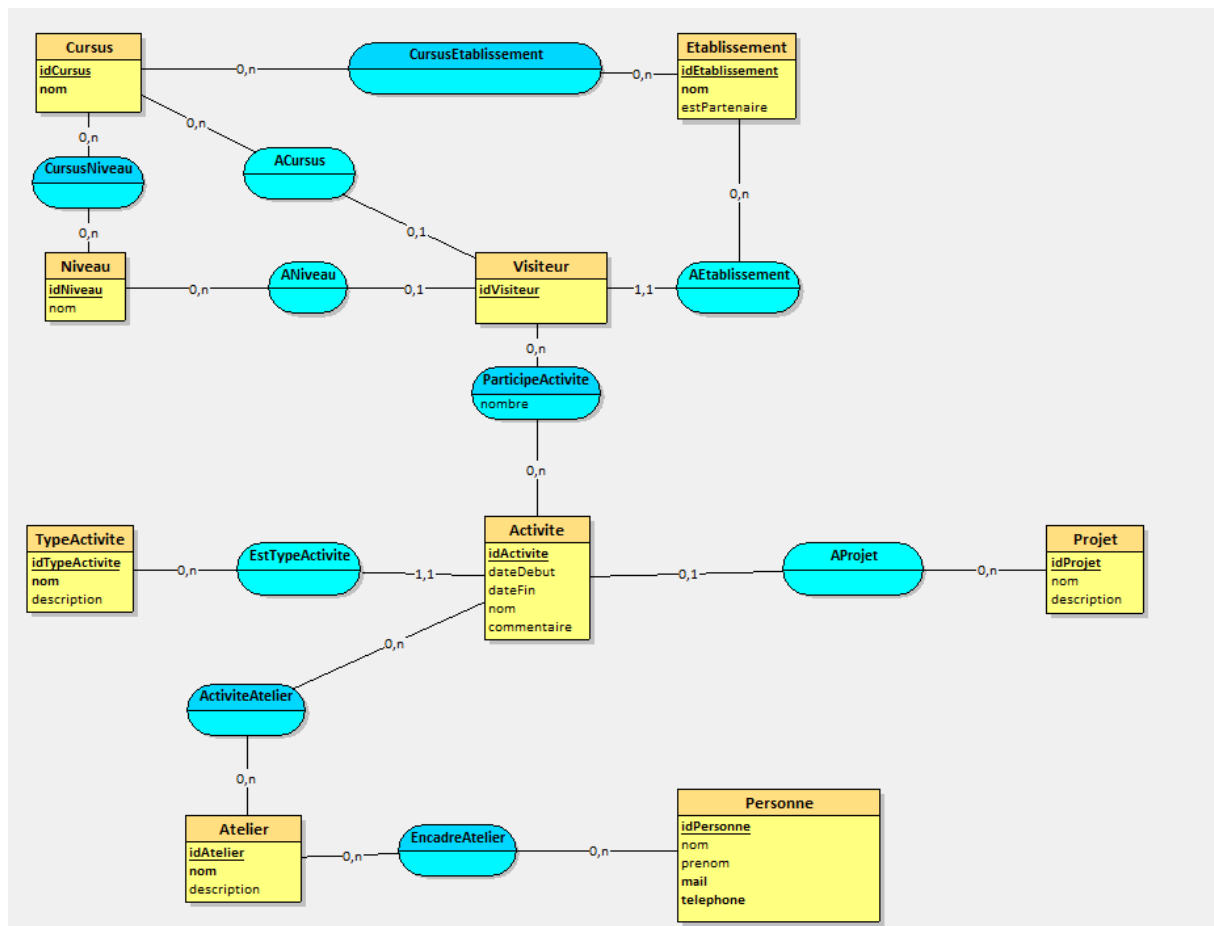 Cursus
idCursus
nom
0,n
CursusEtablissement
0,n
Etablissement
idEtablissement
nom
estPartenaire
0,n
ACursus
0,1
0,n
CursusNiveau
0,n
0,n
Niveau
idNiveau
nom
0,n
ANiveau
0,1
Visiteur
idVisiteur
1,1
AEtablissement
0,n
ParticipeActivite
nombre
0,n
TypeActivite
idTypeActivite
nom
description
0,n
EstTypeActivite
1,1
Activite
idActivite
dateDebut
dateFin
nom
commentaire
0,1
AProjet
0,n
Projet
idProjet
nom
description
0,n
ActiviteAtelier
0,n
Atelier
idAtelier
nom
description
0,n
EncadreAtelier
0,n
Personne
idPersonne
nom
prenom
mail
telephone